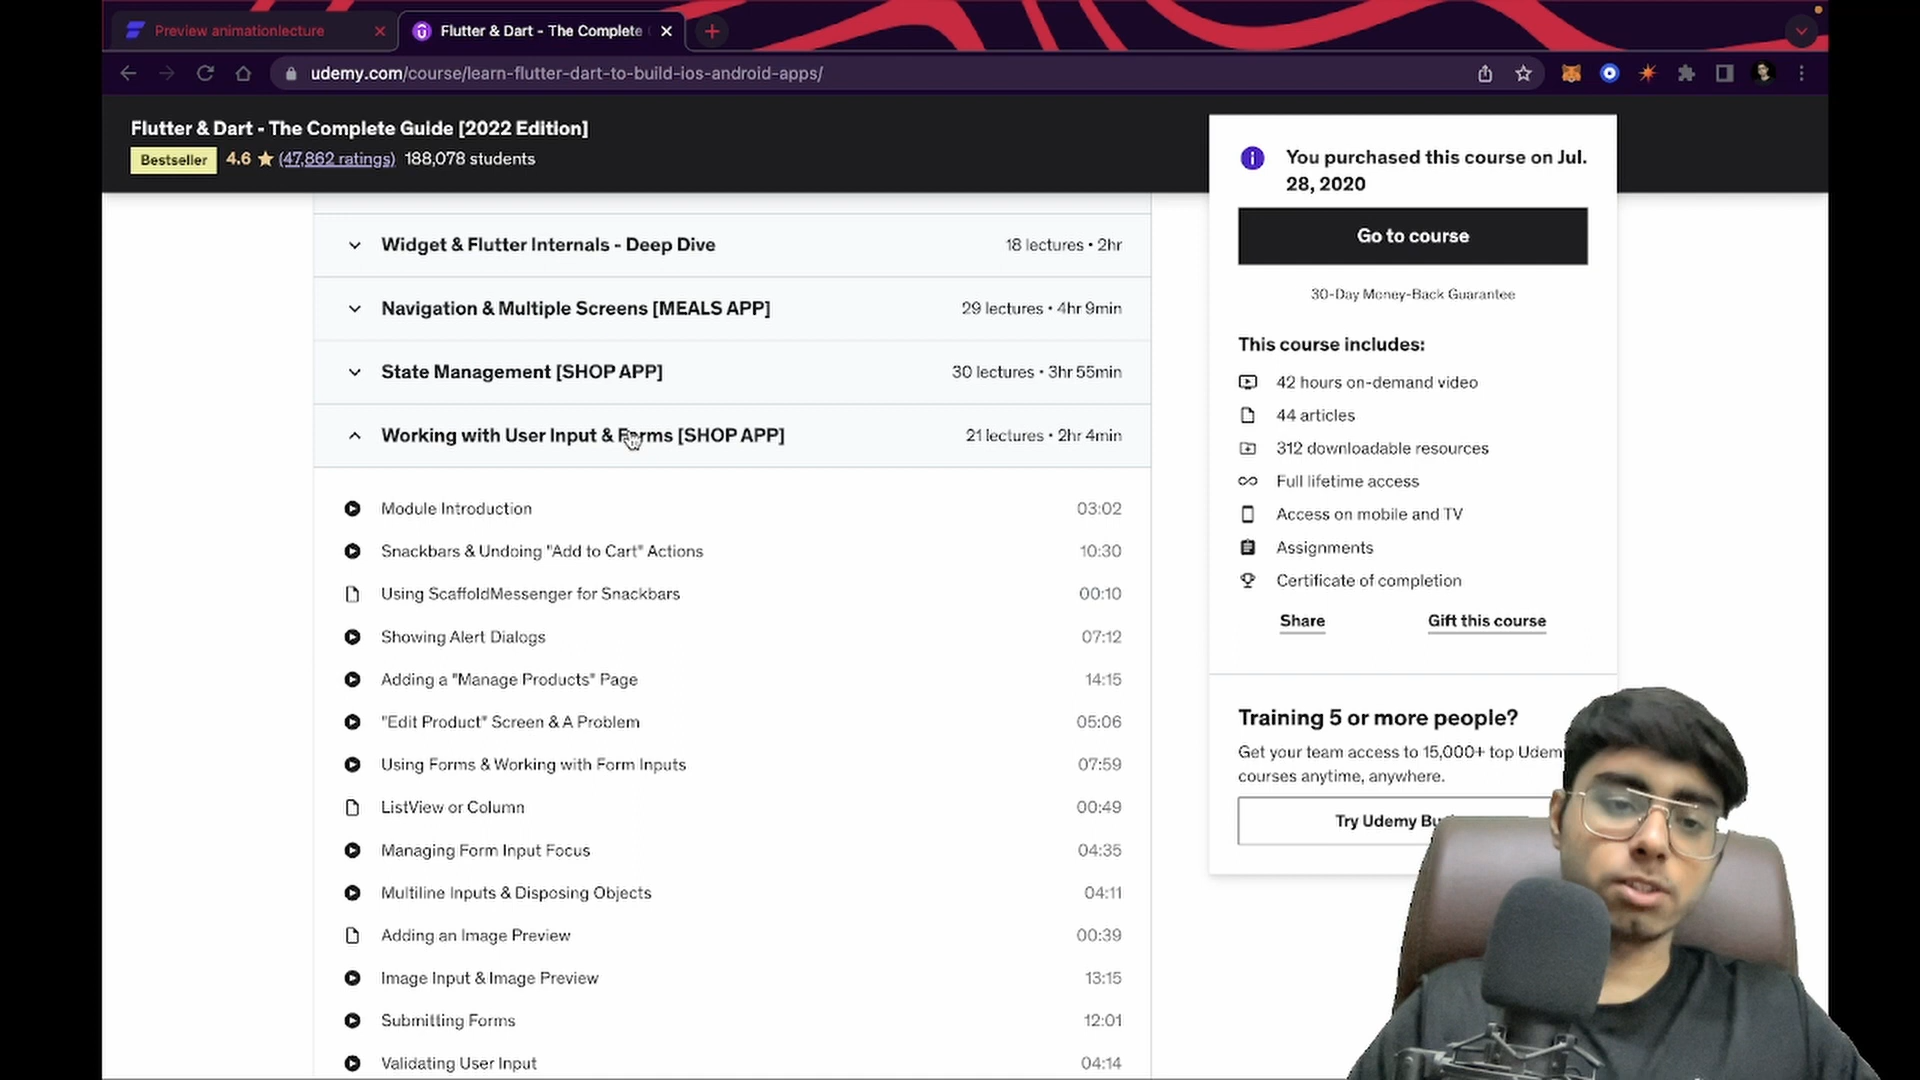 Preview animationlecture
Flutter & Dart - The Complete
udemy.com/course/learn-flutter-dart-to-build-ios-android-apps/
Flutter & Dart - The Complete Guide [2022 Edition]
Bestseller 4.6 (47,862 ratings) 188,078 students
You purchased this course on Jul.
28, 2020
Go to course
30-Day Money-Back Guarantee
This course includes:
42 hours on-demand video
44 articles
312 downloadable resources
Full lifetime access
Access on mobile and TV
Assignments
Certificate of completion
Share Gift this course
Training 5 or more people?
Get your team access to 15,000+ top Udemy
courses anytime, anywhere.
Try Udemy
Widget & Flutter Internals - Deep Dive 18 lectures • 2hr
Navigation & Multiple Screens [MEALS APP] 29 lectures • 4hr 9min
State Management [SHOP APP] 30 lectures • 3hr 55min
Working with User Input & Forms [SHOP APP] 21 lectures • 2hr 4min
Module Introduction 03:02
Snackbars & Undoing "Add to Cart" Actions 10:30
Using ScaffoldMessenger for Snackbars 00:10
Showing Alert Dialogs 07:12
Adding a "Manage Products" Page 14:15
"Edit Product" Screen & A Problem 05:06
Using Forms & Working with Form Inputs 07:59
ListView or Column 00:49
Managing Form Input Focus 04:35
Multiline Inputs & Disposing Objects 04:11
Adding an Image Preview 00:39
Image Input & Image Preview 13:15
Submitting Forms 12:01
Validating User Input 04:14